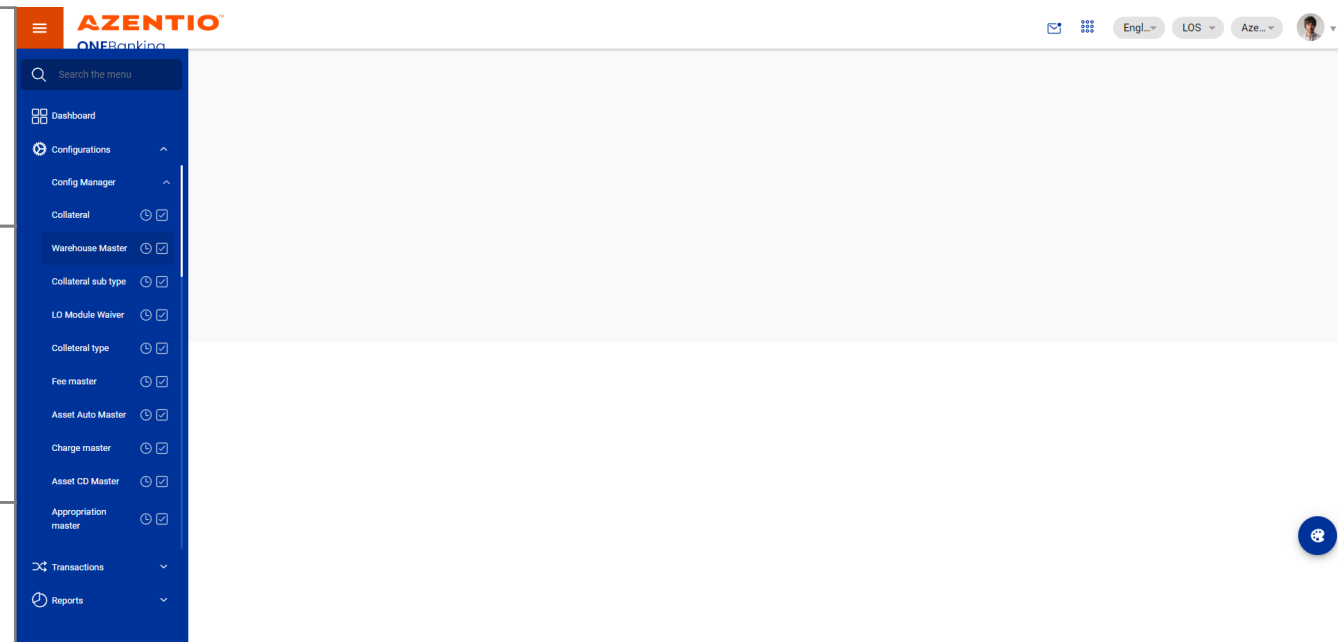 AZENTIO™
ONEBanking
Engl...
LOS
Aze...
Search the menu
Dashboard
Configurations
Config Manager
Collateral
Warehouse Master
Collateral sub type
LO Module Waiver
Colleteral type
Fee master
Asset Auto Master
Charge master
Asset CD Master
Appropriation
master
Transactions
Reports